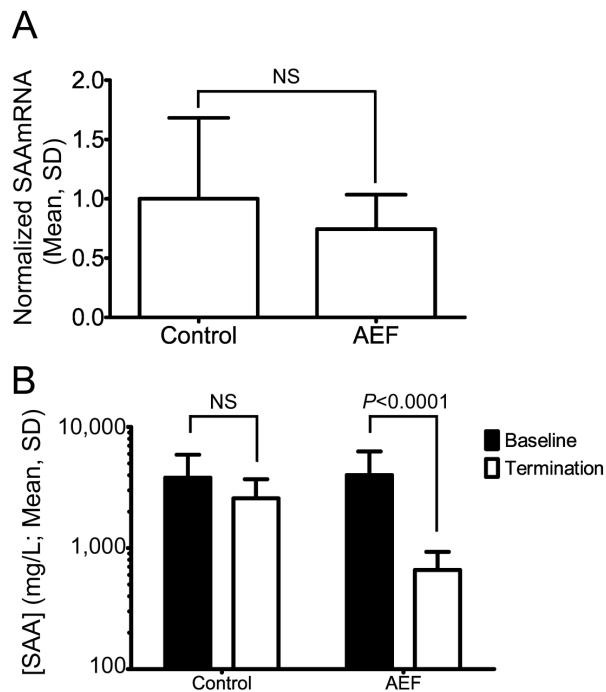 A
Normalized SAAmRNA
(Mean, SD)
2.0
1.5
1.0
0.5
0.0
NS
Control
AEF
B
[SAA] (mg/L; Mean, SD)
10,000
1,000
100
NS
P<0.0001
Baseline
Termination
Control
AEF